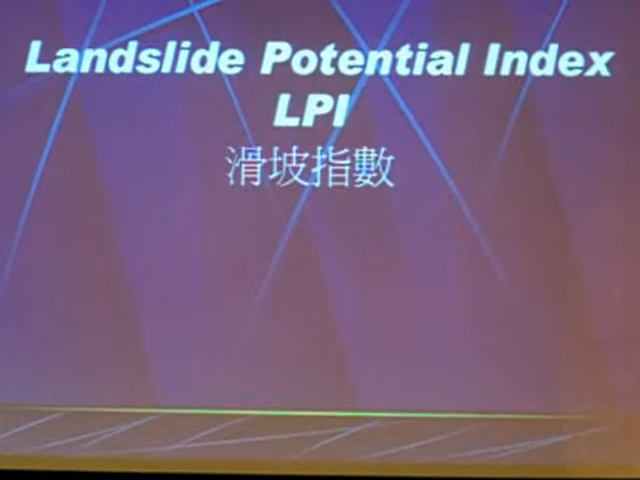 Landslide Potential Index
LPI
滑坡指數